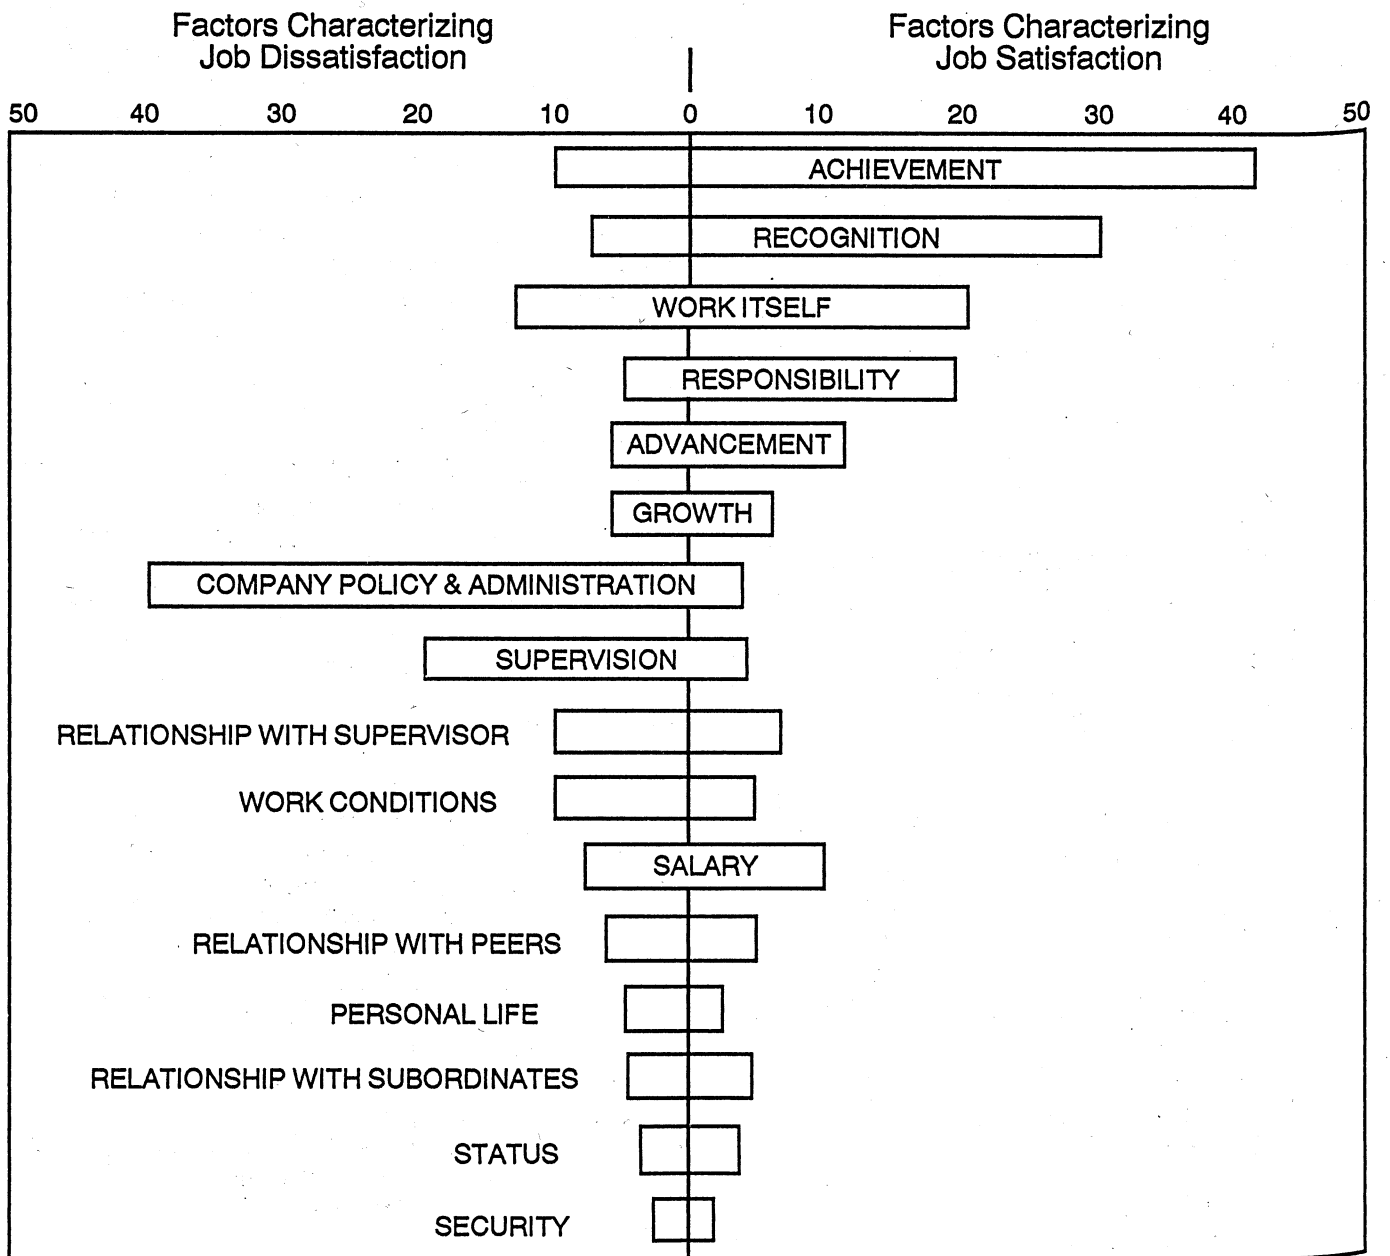 Factors Characterizing
Job Dissatisfaction
Factors Characterizing
Job Satisfaction
50 40 30 20 10 0 10 20 30 40 50
ACHIEVEMENT
RECOGNITION
WORK ITSELF
RESPONSIBILITY
ADVANCEMENT
GROWTH
COMPANY POLICY & ADMINISTRATION
SUPERVISION
RELATIONSHIP WITH SUPERVISOR
WORK CONDITIONS
SALARY
RELATIONSHIP WITH PEERS
PERSONAL LIFE
RELATIONSHIP WITH SUBORDINATES
STATUS
SECURITY